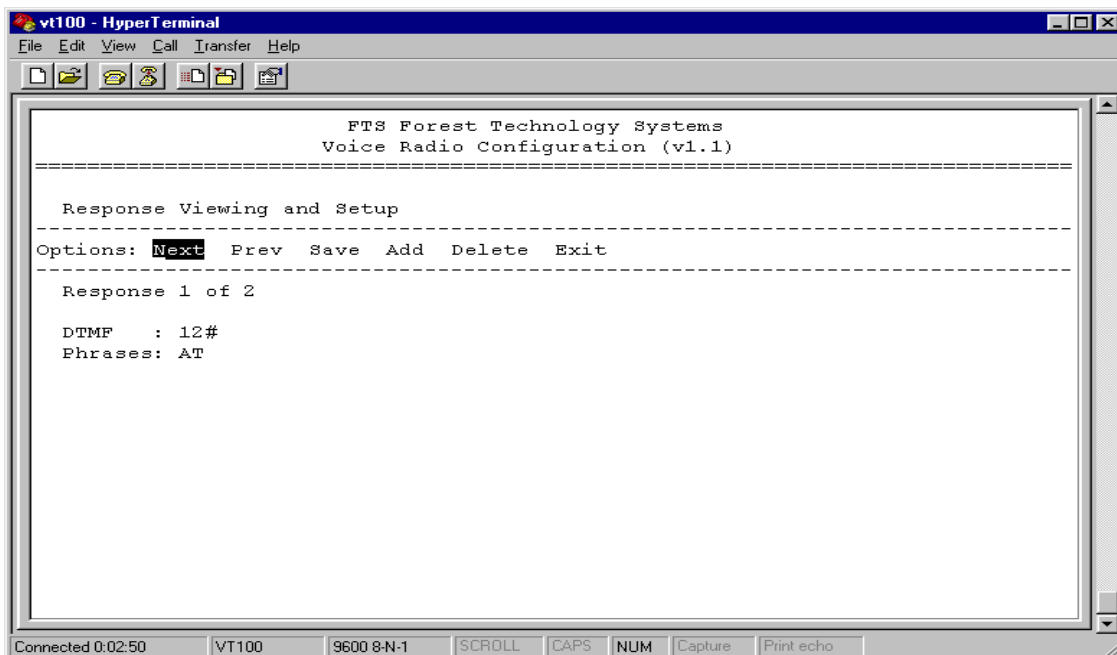 vt100 - HyperTerminal
File Edit View Call Transfer Help
FTS Forest Technology Systems
Voice Radio Configuration (v1.1)
================================================================================
Response Viewing and Setup
--------------------------------------------------------------------------------
Options: Next Prev Save Add Delete Exit
--------------------------------------------------------------------------------
Response 1 of 2
DTMF : 12#
Phrases: AT
Connected 0:02:50 VT100 9600 8-N-1 SCROLL CAPS NUM Capture Print echo